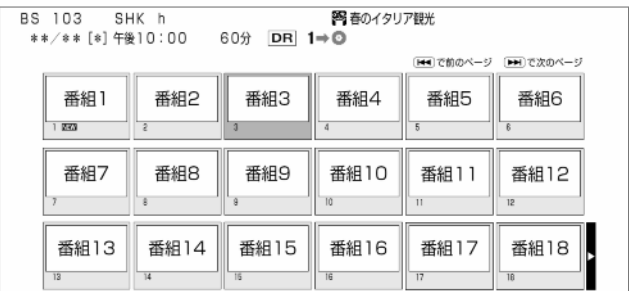 BS 103 SHK h 春のイタリア観光
**/** [*] 午後10:00 60分 DR 1➡
で前のページ で次のページ
番組1 番組2 番組3 番組4 番組5 番組6
1 NEW 2 3 4 5 6
番組7 番組8 番組9 番組10 番組11 番組12
7 8 9 10 11 12
番組13 番組14 番組15 番組16 番組17 番組18
13 14 15 16 17 18